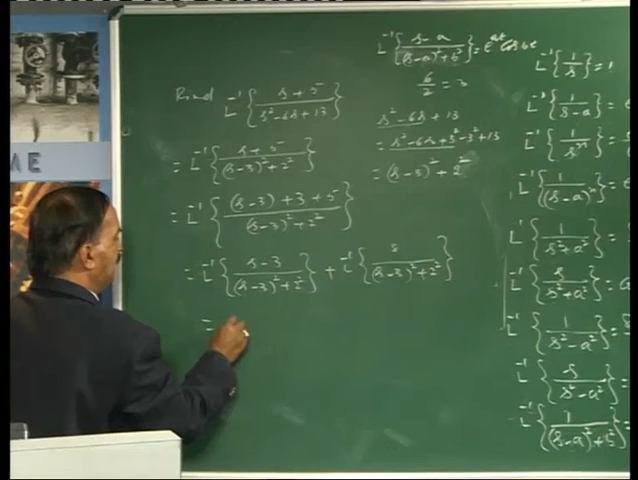 L⁻¹{(s-a)/((s-a)²+b²)} = e^at cos bt
6/2 = 3
Find L⁻¹{(s+5)/(s²-6s+13)}
= L⁻¹{(s+5)/((s-3)²+2²)}
= L⁻¹{((s-3)+3+5)/((s-3)²+2²)}
= L⁻¹{(s-3)/((s-3)²+2²)} + L⁻¹{s/((s-3)²+2²)}
=
s²-6s+13
= s²-6s+3²-3²+13
= (s-3)²+2²
L⁻¹{1/s} = 1
L⁻¹{1/(s-a)} =
L⁻¹{1/sⁿ} =
L⁻¹{1/(s-a)ⁿ} =
L⁻¹{1/(s²+a²)} =
L⁻¹{s/(s²+a²)} =
L⁻¹{1/(s²-a²)} =
L⁻¹{s/(s²-a²)} =
L⁻¹{1/((s-a)²+b²)} =
ME